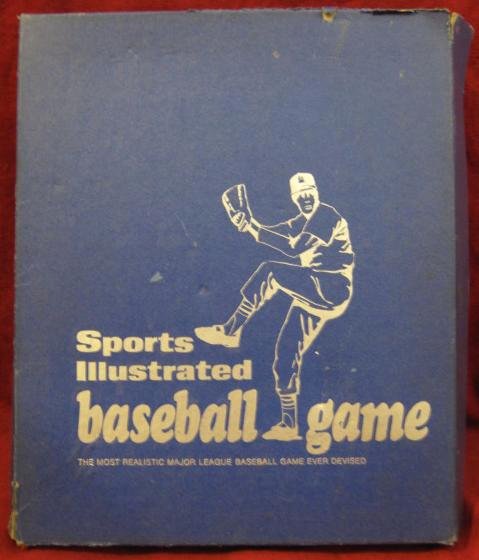 Sports
Illustrated
baseball game
THE MOST REALISTIC MAJOR LEAGUE BASEBALL GAME EVER DEVISED